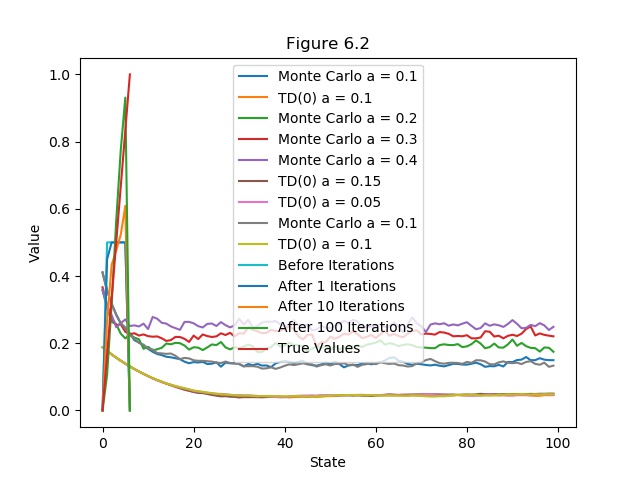 Figure 6.2
Value
1.0
0.8
0.6
0.4
0.2
0.0
Monte Carlo a = 0.1
TD(0) a = 0.1
Monte Carlo a = 0.2
Monte Carlo a = 0.3
Monte Carlo a = 0.4
TD(0) a = 0.15
TD(0) a = 0.05
Monte Carlo a = 0.1
TD(0) a = 0.1
Before Iterations
After 1 Iterations
After 10 Iterations
After 100 Iterations
True Values
0 20 40 60 80 100
State